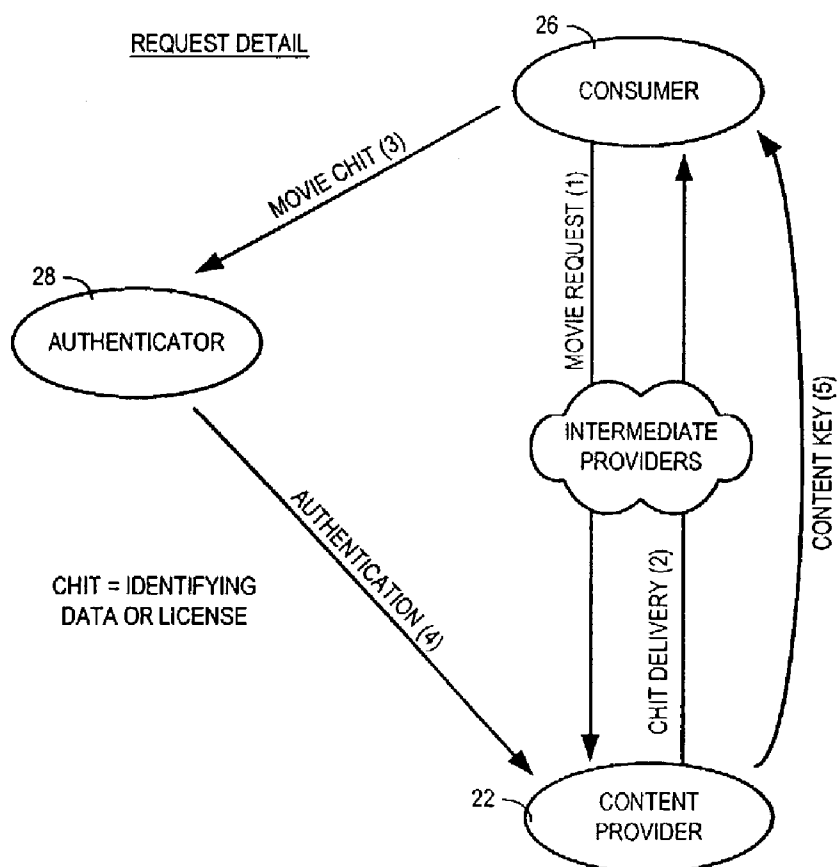 REQUEST DETAIL
26
CONSUMER
MOVIE CHIT (3)
28
AUTHENTICATOR
MOVIE REQUEST (1)
INTERMEDIATE
PROVIDERS
CONTENT KEY (5)
AUTHENTICATION (4)
CHIT DELIVERY (2)
CHIT = IDENTIFYING
DATA OR LICENSE
22
CONTENT
PROVIDER